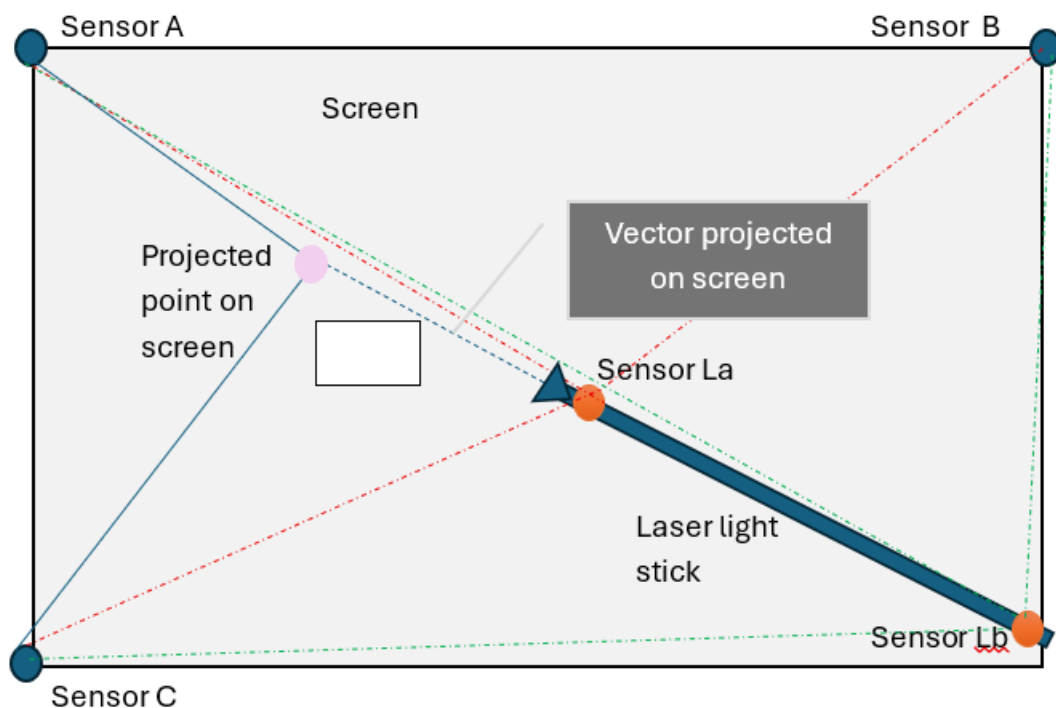 Sensor A
Sensor B
Screen
Projected
point on
screen
Vector projected
on screen
Sensor La
Laser light
stick
Sensor Lb
Sensor C